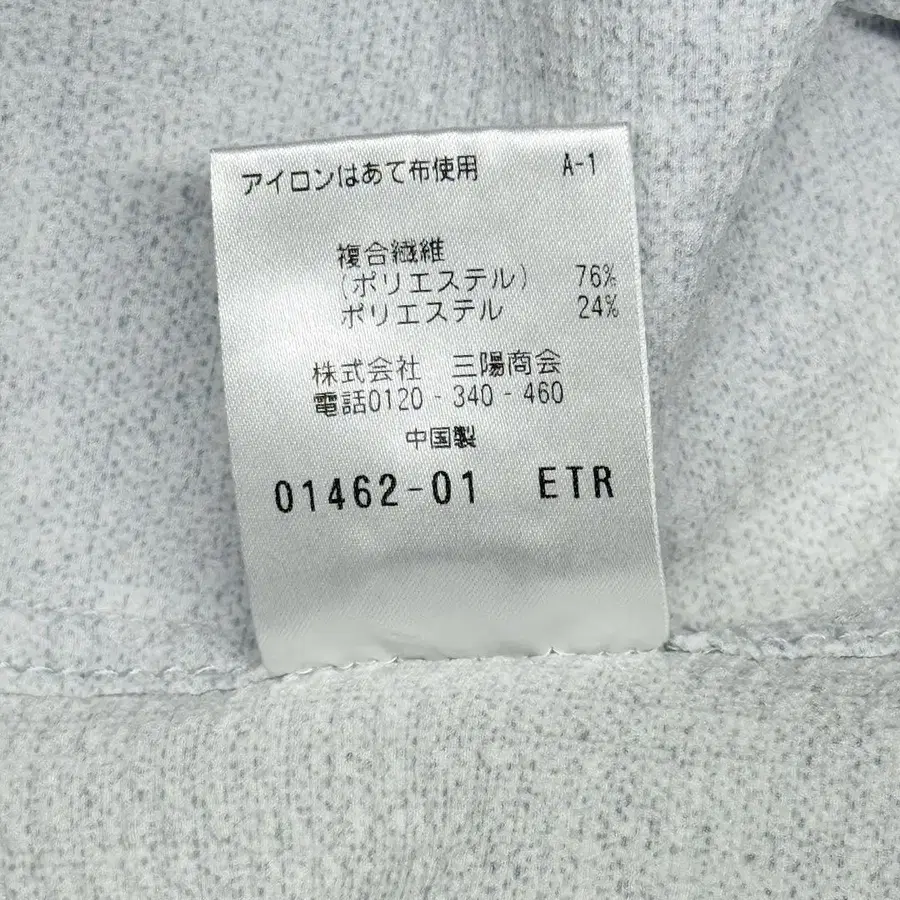 アイロンはあて布使用 A-1
複合繊維
(ポリエステル) 76%
ポリエステル 24%
株式会社 三陽商会
電話0120-340-460
中国製
01462-01 ETR